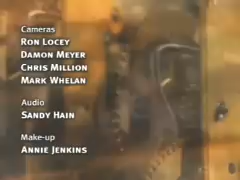 Cameras
Ron Locey
Damon Meyer
Chris Million
Mark Whelan
Audio
Sandy Hain
Make-up
Annie Jenkins